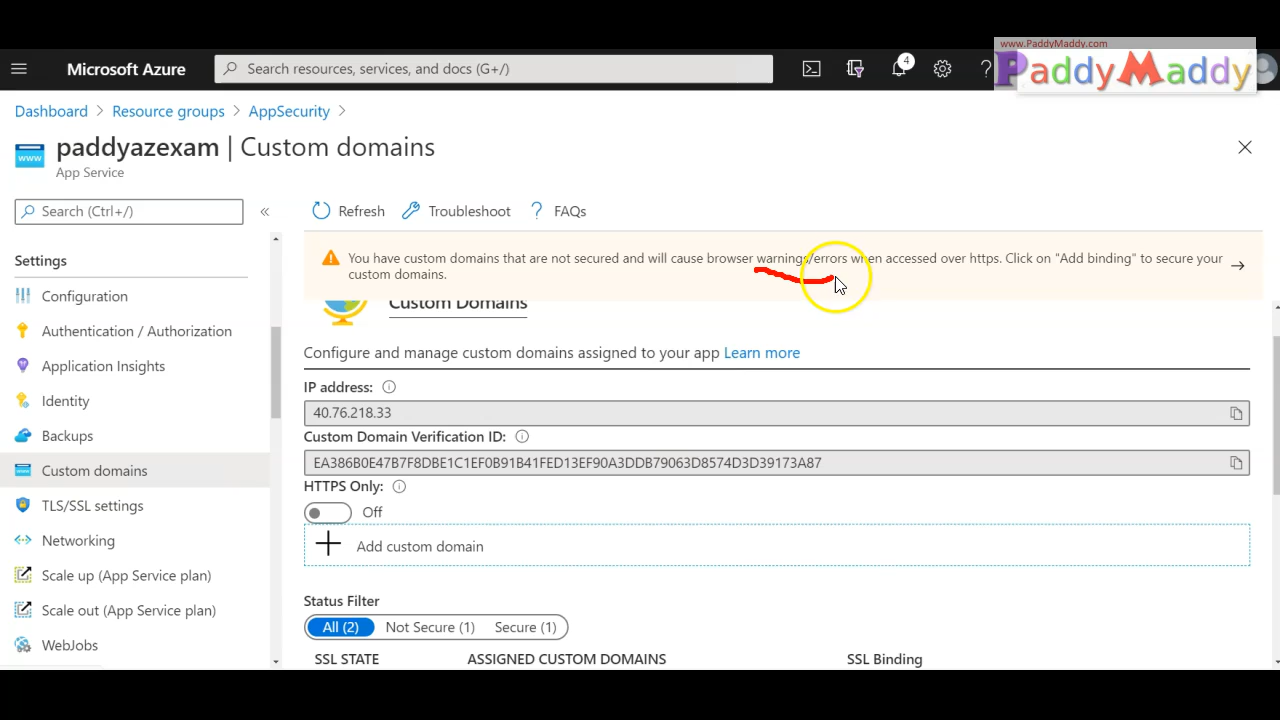 www.PaddyMaddy.com
PaddyMaddy
Microsoft Azure
Search resources, services, and docs (G+/)
4
Dashboard > Resource groups > AppSecurity >
paddyazexam | Custom domains
App Service
Search (Ctrl+/)
«
Refresh
Troubleshoot
FAQs
You have custom domains that are not secured and will cause browser warnings/errors when accessed over https. Click on "Add binding" to secure your
custom domains.
Settings
Configuration
Authentication / Authorization
Application Insights
Identity
Backups
Custom domains
TLS/SSL settings
Networking
Scale up (App Service plan)
Scale out (App Service plan)
WebJobs
Custom Domains
Configure and manage custom domains assigned to your app Learn more
IP address:
40.76.218.33
Custom Domain Verification ID:
EA386B0E47B7F8DBE1C1EF0B91B41FED13EF90A3DDB79063D8574D3D39173A87
HTTPS Only:
Off
Add custom domain
Status Filter
All (2) Not Secure (1) Secure (1)
SSL STATE ASSIGNED CUSTOM DOMAINS SSL Binding